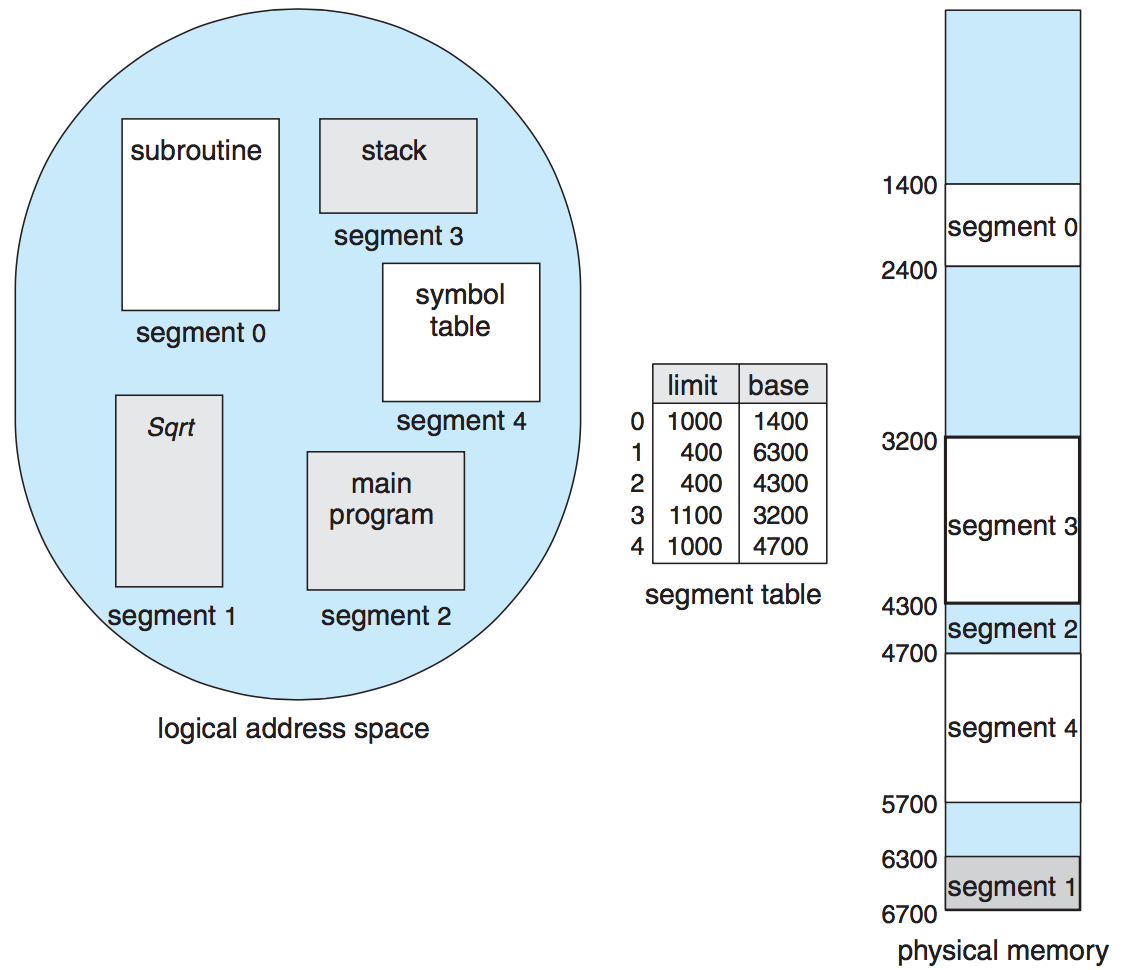 subroutine
segment 0
stack
segment 3
symbol
table
segment 4
Sqrt
segment 1
main
program
segment 2
logical address space
limit base
0 1000 1400
1 400 6300
2 400 4300
3 1100 3200
4 1000 4700
segment table
1400
segment 0
2400
3200
segment 3
4300
segment 2
4700
segment 4
5700
6300
segment 1
6700
physical memory